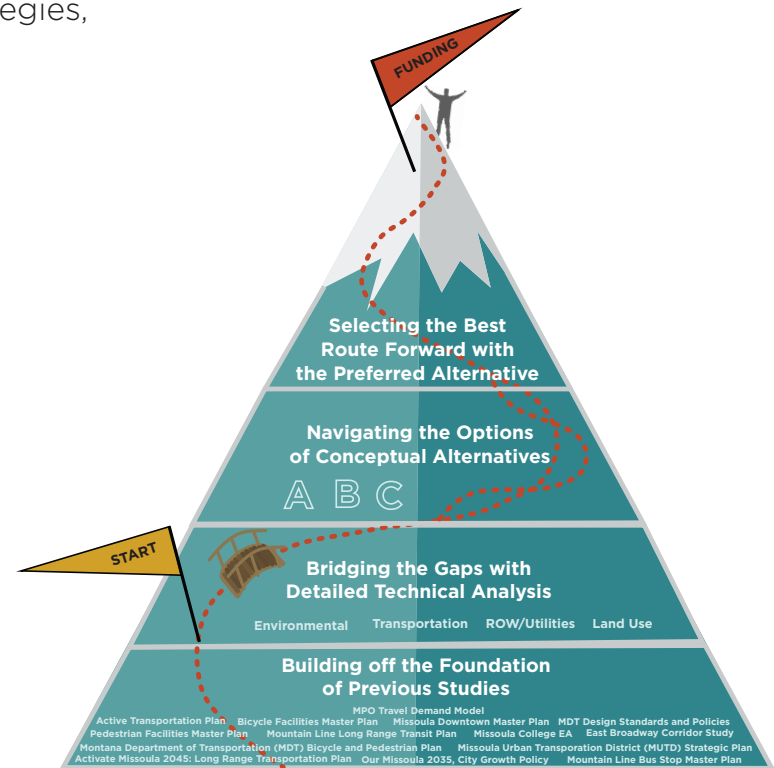 egies,
FUNDING
Selecting the Best
Route Forward with
the Preferred Alternative
Navigating the Options
of Conceptual Alternatives
A B C
START
Bridging the Gaps with
Detailed Technical Analysis
Environmental Transportation ROW/Utilities Land Use
Building off the Foundation
of Previous Studies
MPO Travel Demand Model
Active Transportation Plan Bicycle Facilities Master Plan Missoula Downtown Master Plan MDT Design Standards and Policies
Pedestrian Facilities Master Plan Mountain Line Long Range Transit Plan Missoula College EA East Broadway Corridor Study
Montana Department of Transportation (MDT) Bicycle and Pedestrian Plan Missoula Urban Transporation District (MUTD) Strategic Plan
Activate Missoula 2045: Long Range Transportation Plan Our Missoula 2035, City Growth Policy Mountain Line Bus Stop Master Plan